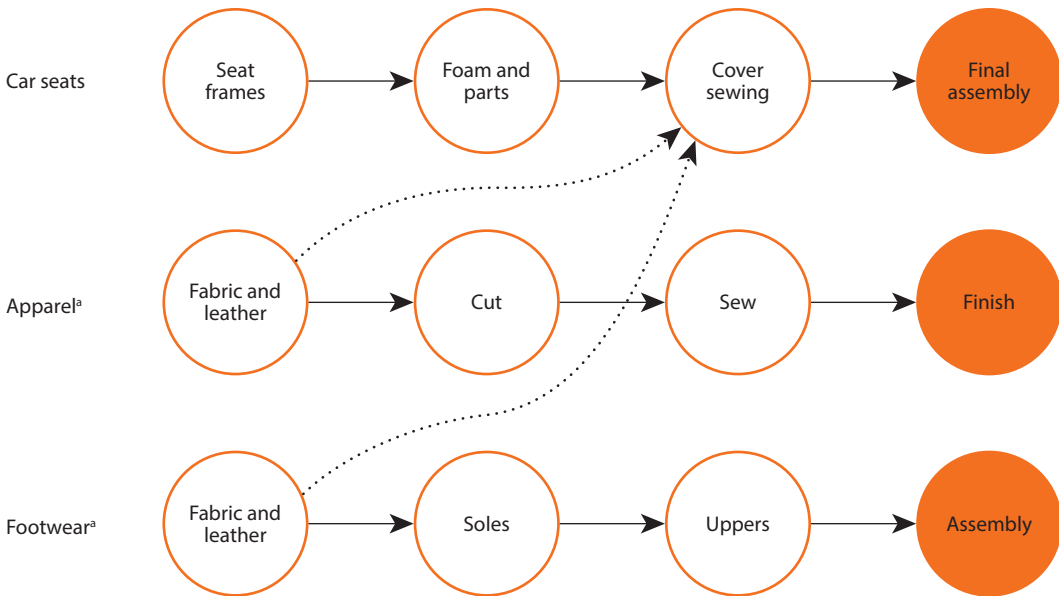 Car seats
Seat
frames
Foam and
parts
Cover
sewing
Final
assembly
Apparelᵃ
Fabric and
leather
Cut
Sew
Finish
Footwearᵃ
Fabric and
leather
Soles
Uppers
Assembly